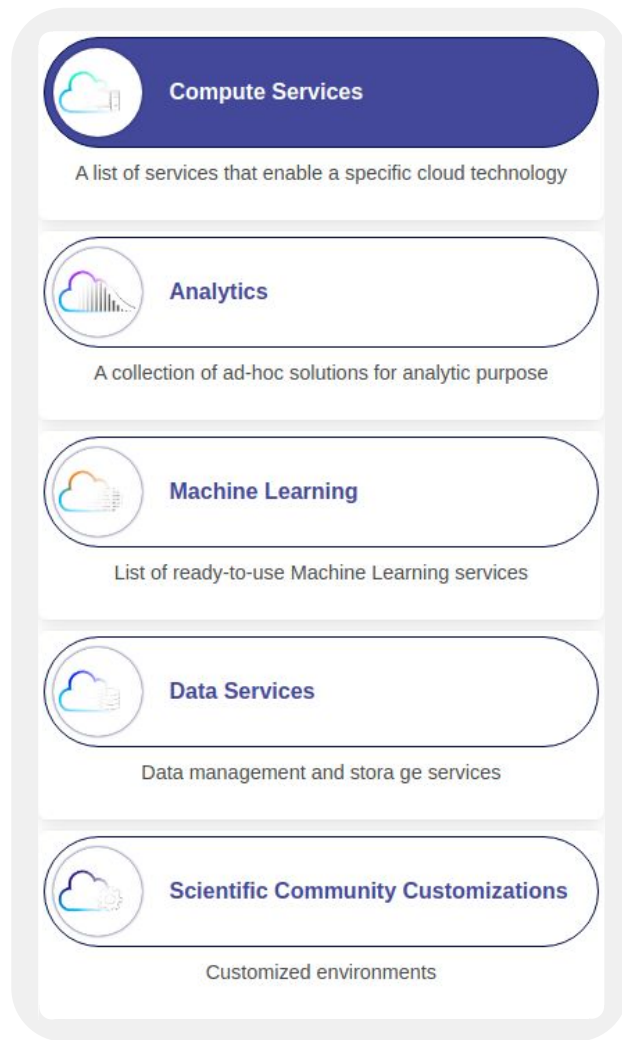 Compute Services
A list of services that enable a specific cloud technology
Analytics
A collection of ad-hoc solutions for analytic purpose
Machine Learning
List of ready-to-use Machine Learning services
Data Services
Data management and stora ge services
Scientific Community Customizations
Customized environments